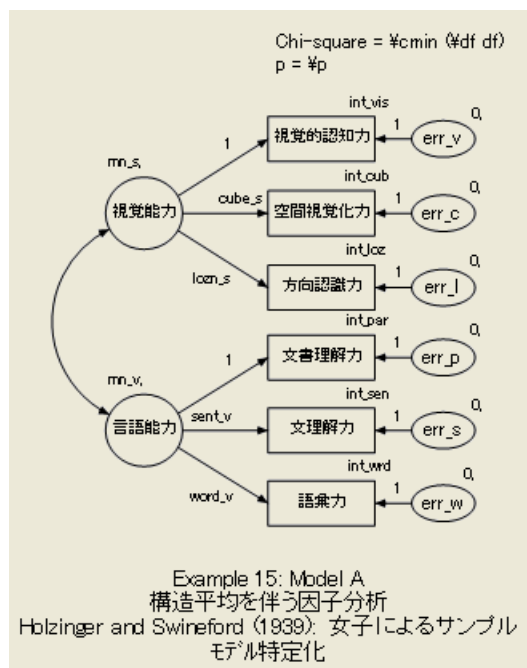 Chi-square = ¥cmin (¥df df)
p = ¥p
int_vis
0,
1
視覚的認知力
1
err_v
mn_s,
int_cub
0,
視覚能力
cube_s
空間視覚化力
1
err_c
int_loz
0,
lozn_s
方向認識力
1
err_l
int_par
0,
1
文書理解力
1
err_p
mn_v,
int_sen
0,
言語能力
sent_v
文理解力
1
err_s
int_wrd
0,
word_v
語彙力
1
err_w
Example 15: Model A
構造平均を伴う因子分析
Holzinger and Swineford (1939): 女子によるサンプル
モデル特定化